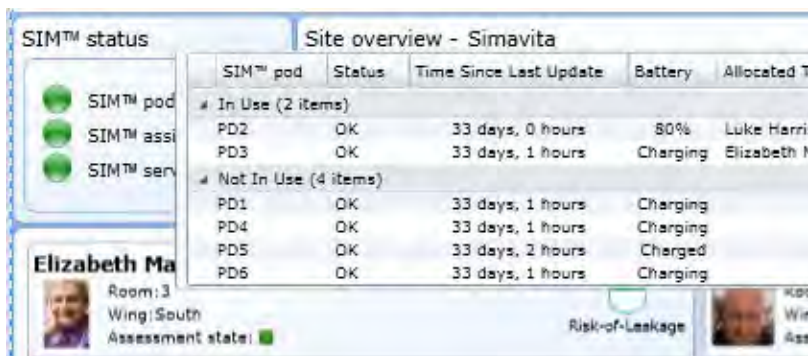 SIM™ status
Site overview - Simavita
SIM™ pod
SIM™ assi
SIM™ serv
SIM™ pod Status Time Since Last Update Battery Allocated T
In Use (2 items)
PD2 OK 33 days, 0 hours 80% Luke Harri
PD3 OK 33 days, 1 hours Charging Elizabeth M
Not In Use (4 items)
PD1 OK 33 days, 1 hours Charging
PD4 OK 33 days, 1 hours Charging
PD5 OK 33 days, 2 hours Charged
PD6 OK 33 days, 1 hours Charging
Elizabeth Ma
Room:3
Wing:South
Assessment state:
Risk-of-Leakage